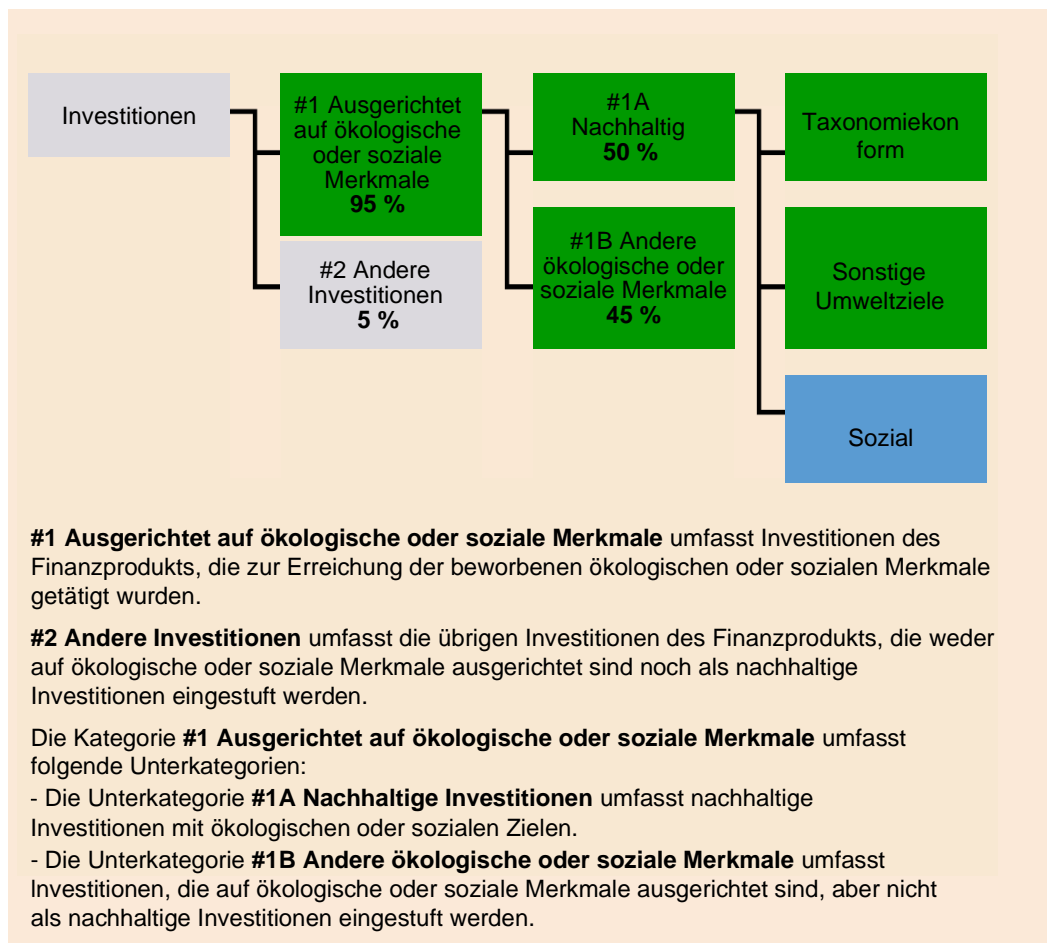 Investitionen
#1 Ausgerichtet
auf ökologische
oder soziale
Merkmale
95 %
#2 Andere
Investitionen
5 %
#1A
Nachhaltig
50 %
#1B Andere
ökologische oder
soziale Merkmale
45 %
Taxonomiekon
form
Sonstige
Umweltziele
Sozial
#1 Ausgerichtet auf ökologische oder soziale Merkmale umfasst Investitionen des
Finanzprodukts, die zur Erreichung der beworbenen ökologischen oder sozialen Merkmale
getätigt wurden.
#2 Andere Investitionen umfasst die übrigen Investitionen des Finanzprodukts, die weder
auf ökologische oder soziale Merkmale ausgerichtet sind noch als nachhaltige
Investitionen eingestuft werden.
Die Kategorie #1 Ausgerichtet auf ökologische oder soziale Merkmale umfasst
folgende Unterkategorien:
- Die Unterkategorie #1A Nachhaltige Investitionen umfasst nachhaltige
Investitionen mit ökologischen oder sozialen Zielen.
- Die Unterkategorie #1B Andere ökologische oder soziale Merkmale umfasst
Investitionen, die auf ökologische oder soziale Merkmale ausgerichtet sind, aber nicht
als nachhaltige Investitionen eingestuft werden.